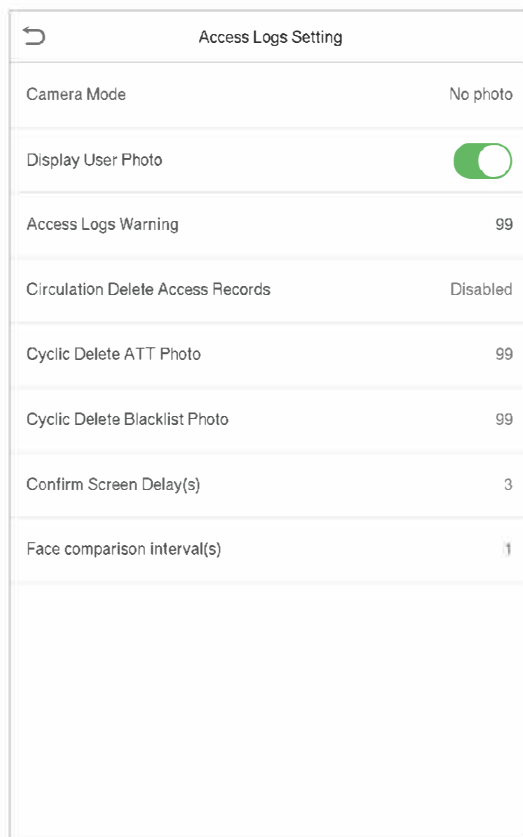 Access Logs Setting
Camera Mode No photo
Display User Photo
Access Logs Warning 99
Circulation Delete Access Records Disabled
Cyclic Delete ATT Photo 99
Cyclic Delete Blacklist Photo 99
Confirm Screen Delay(s) 3
Face comparison interval(s) 1